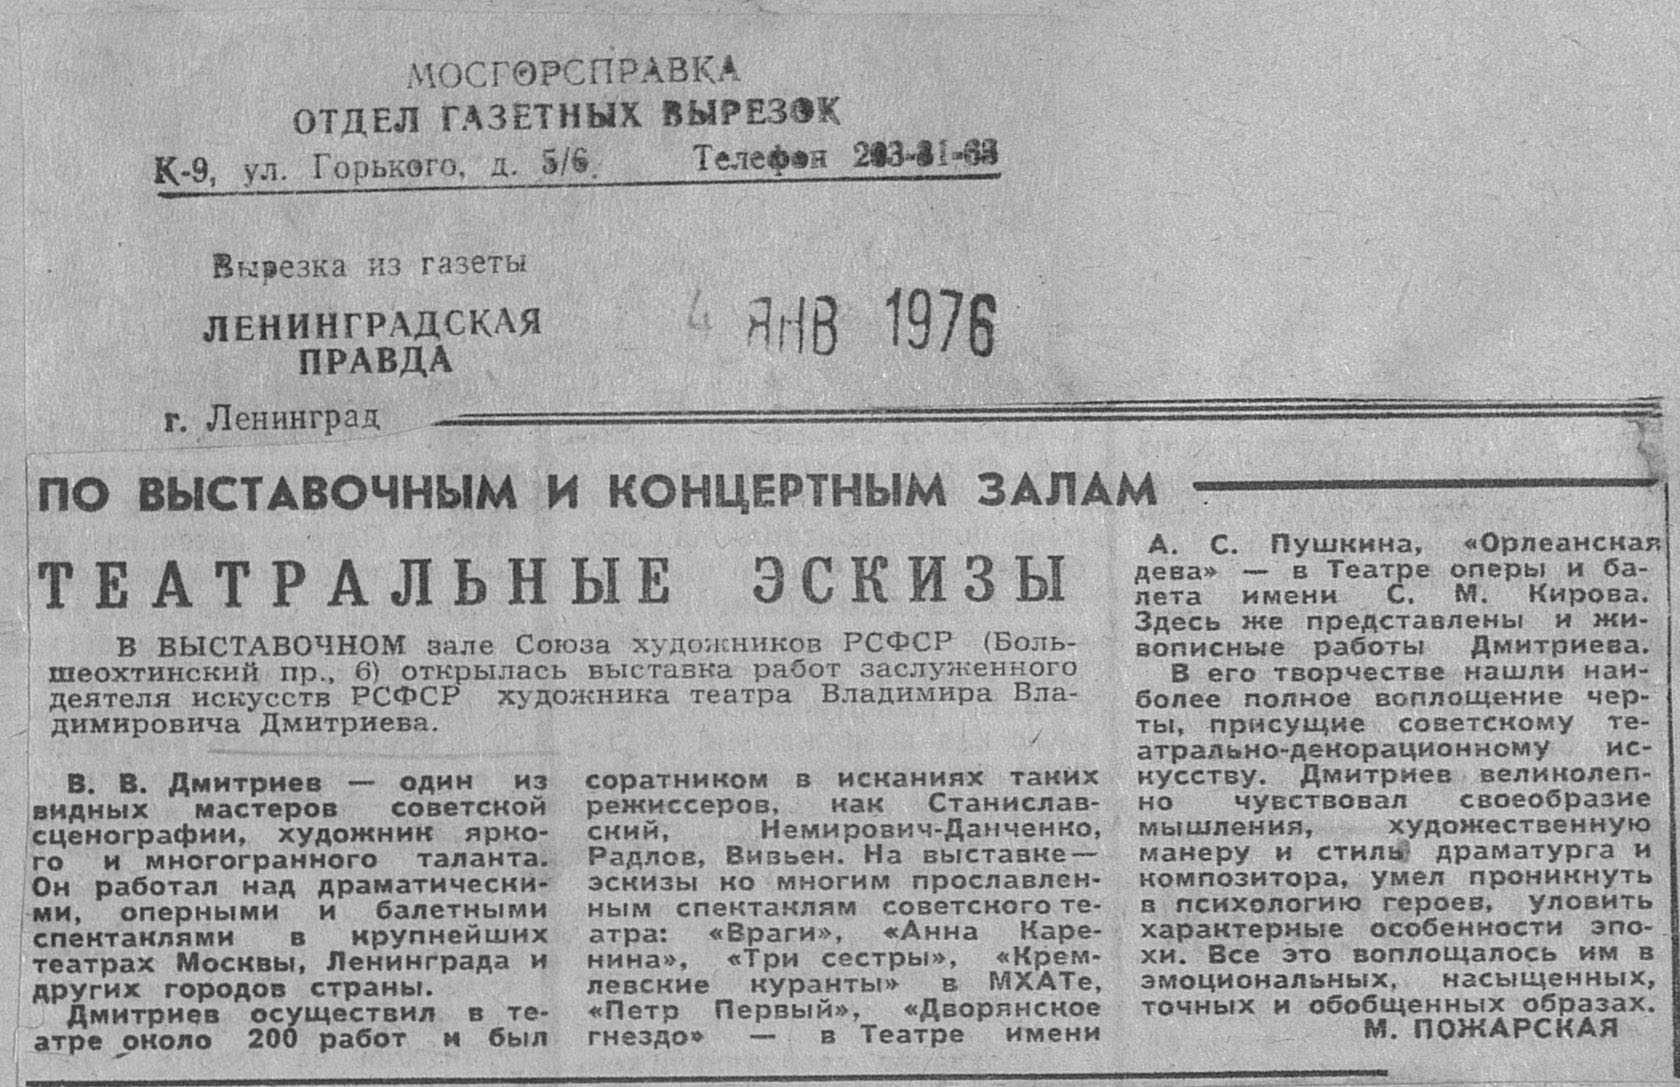 МОСГОРСПРАВКА
ОТДЕЛ ГАЗЕТНЫХ ВЫРЕЗОК
К-9, ул. Горького, д. 5/6. Телефон
Вырезка из газеты
ЛЕНИНГРАДСКАЯ
ПРАВДА
4 ЯНВ 1976
г. Ленинград
ПО ВЫСТАВОЧНЫМ И КОНЦЕРТНЫМ ЗАЛАМ
ТЕАТРАЛЬНЫЕ ЭСКИЗЫ
В ВЫСТАВОЧНОМ зале Союза художников РСФСР (Боль-
шеохтинский пр., 6) открылась выставка работ заслуженного
деятеля искусств РСФСР художника театра Владимира Вла-
димировича Дмитриева.
В. В. Дмитриев — один из
видных мастеров советской
сценографии, художник ярко-
го и многогранного таланта.
Он работал над драматически-
ми, оперными и балетными
спектаклями в крупнейших
театрах Москвы, Ленинграда и
других городов страны.
Дмитриев осуществил в те-
атре около 200 работ и был
соратником в исканиях таких
режиссеров, как Станислав-
ский, Немирович-Данченко,
Радлов, Вивьен. На выставке —
эскизы ко многим прославлен-
ным спектаклям советского те-
атра: «Враги», «Анна Каре-
нина», «Три сестры», «Крем-
левские куранты» в МХАТе,
«Петр Первый», «Дворянское
гнездо» — в Театре имени
А. С. Пушкина, «Орлеанская
дева» — в Театре оперы и ба-
лета имени С. М. Кирова.
Здесь же представлены и жи-
вописные работы Дмитриева.
В его творчестве нашли наи-
более полное воплощение чер-
ты, присущие советскому те-
атрально-декорационному ис-
кусству. Дмитриев великолеп-
но чувствовал своеобразие
мышления, художественную
манеру и стиль драматурга и
композитора, умел проникнуть
в психологию героев, уловить
характерные особенности эпо-
хи. Все это воплощалось им в
эмоциональных, насыщенных,
точных и обобщенных образах.
М. ПОЖАРСКАЯ